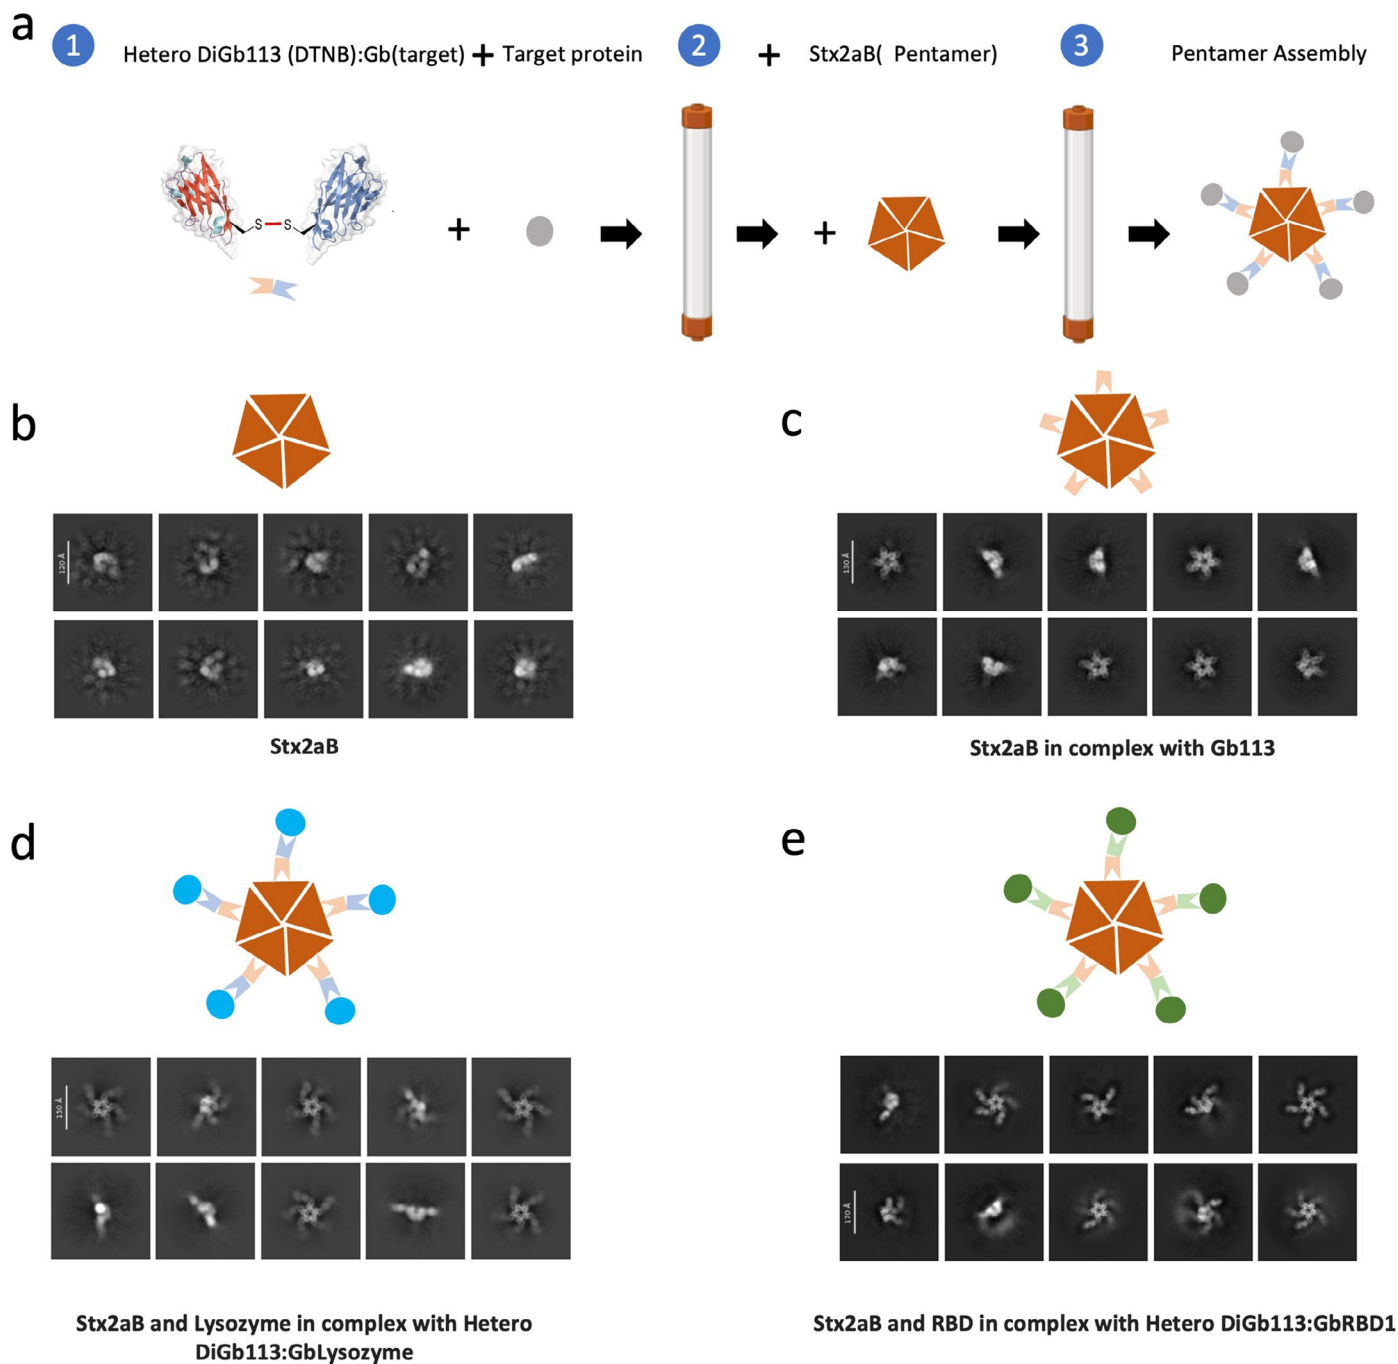 a
1 Hetero DiGb113 (DTNB):Gb(target) + Target protein 2 + Stx2aB( Pentamer) 3 Pentamer Assembly
S S + +
b
c
120 Å
130 Å
Stx2aB
Stx2aB in complex with Gb113
d
e
150 Å
170 Å
Stx2aB and Lysozyme in complex with Hetero
DiGb113:GbLysozyme
Stx2aB and RBD in complex with Hetero DiGb113:GbRBD1